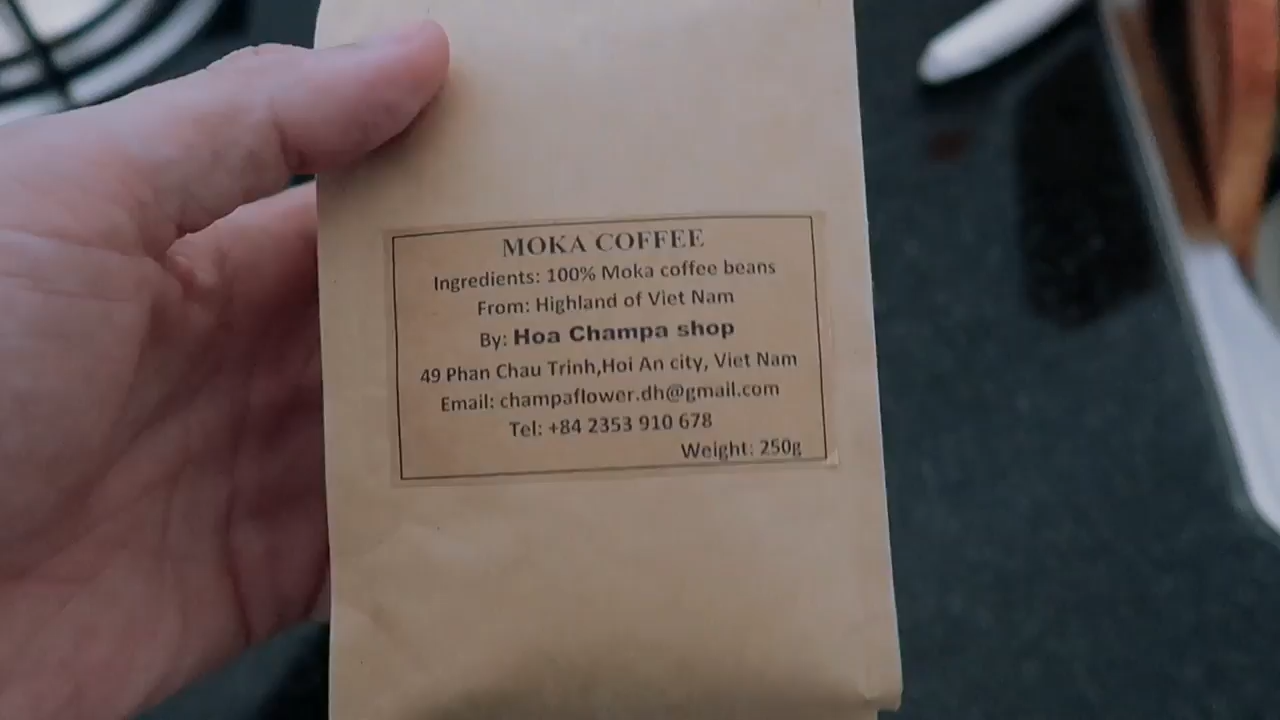 MOKA COFFEE
Ingredients: 100% Moka coffee beans
From: Highland of Viet Nam
By: Hoa Champa shop
49 Phan Chau Trinh,Hoi An city, Viet Nam
Email: champaflower.dh@gmail.com
Tel: +84 2353 910 678
Weight: 250g